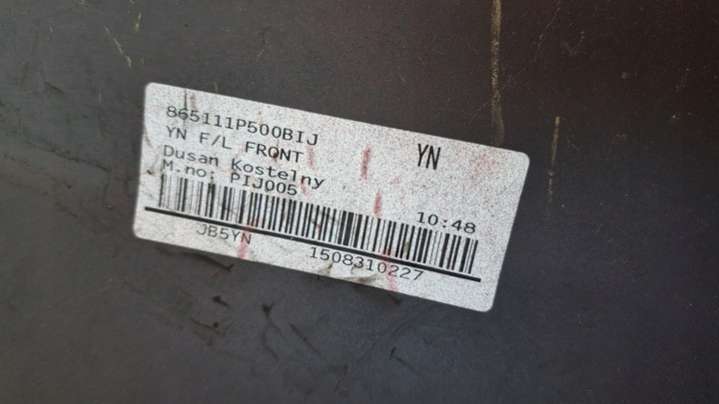 865111P500BIJ
YN F/L FRONT
YN
Dusan Kostelny
M.no: PIJ005
10:48
JB5YN
1508310227